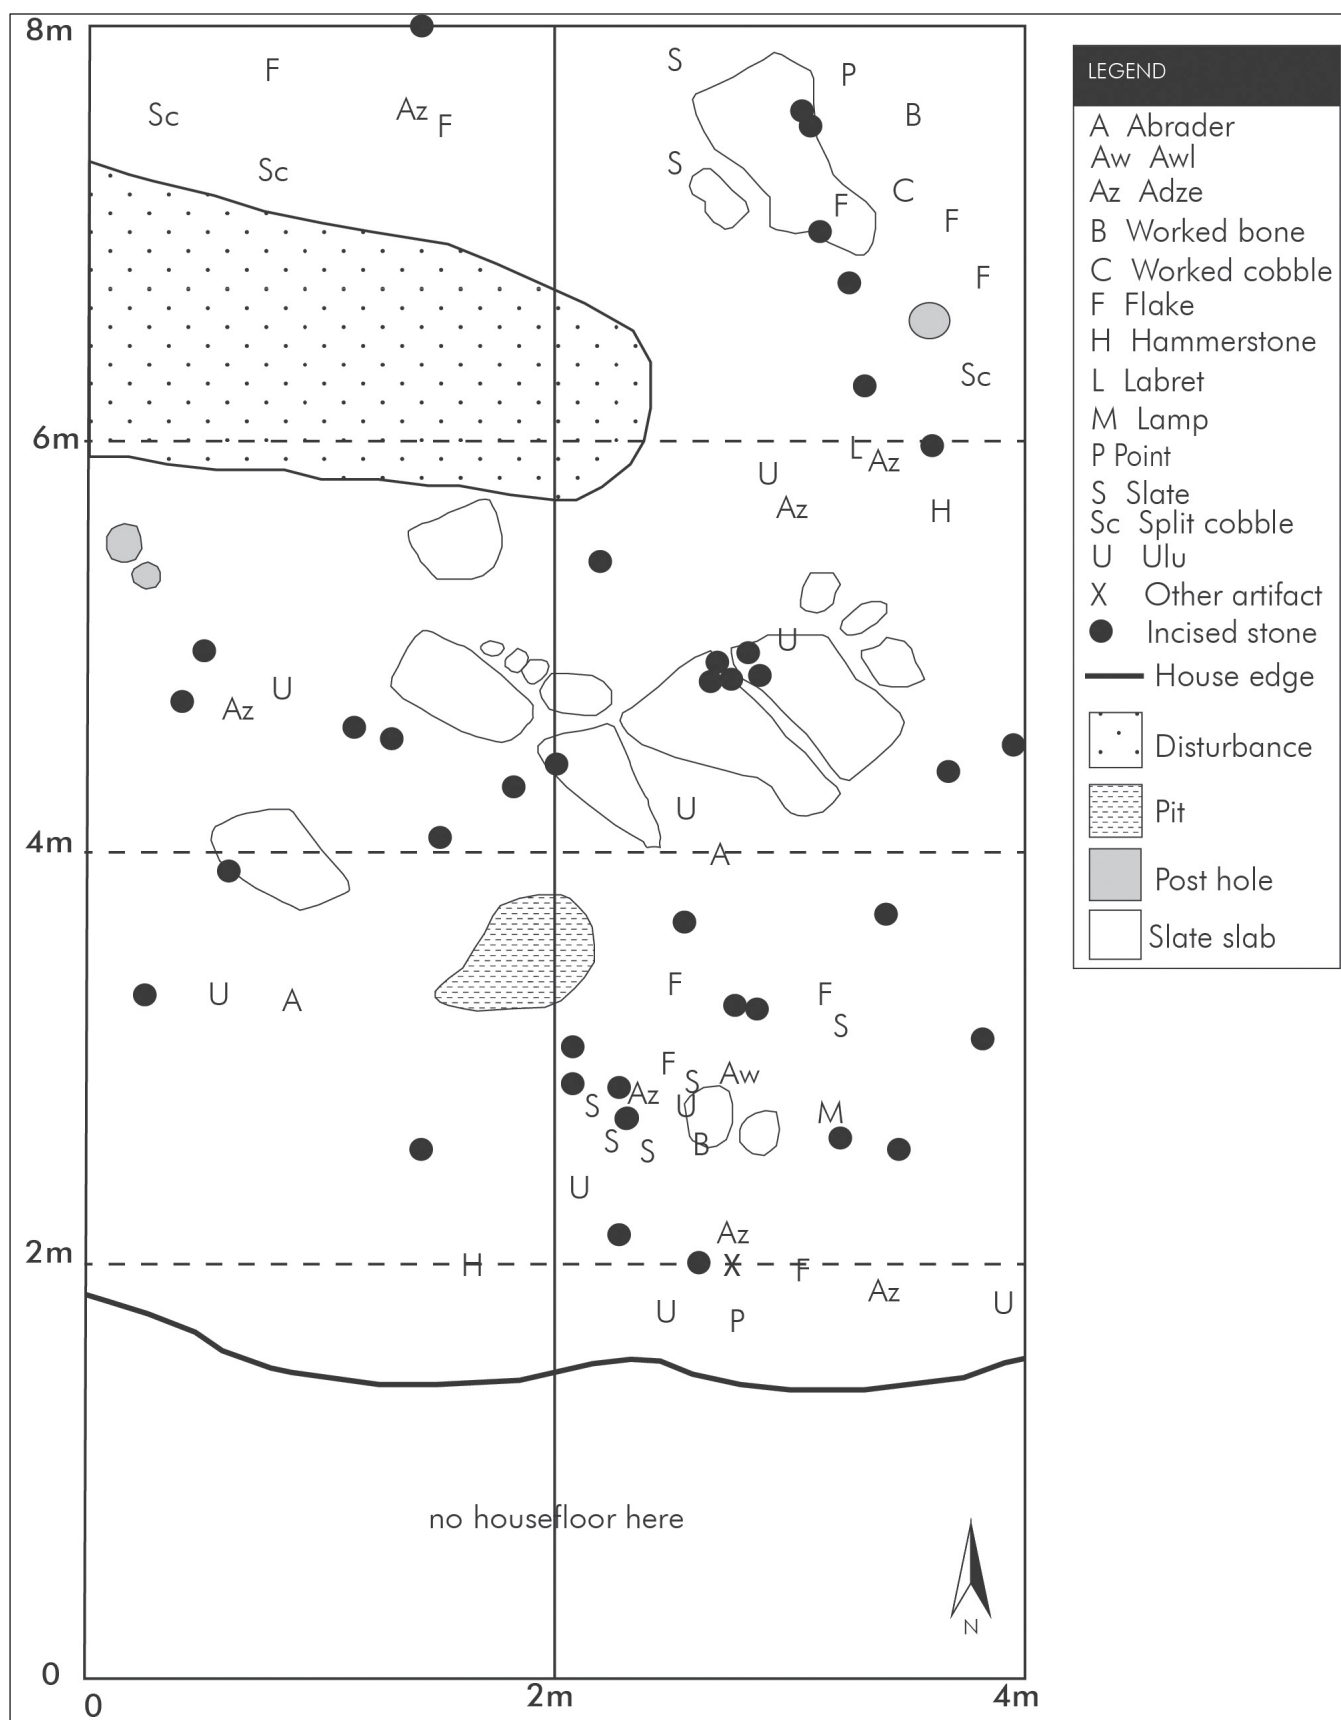 8m
F
S
P
LEGEND
Sc
Az
F
B
A Abrader
Aw Awl
Sc
S
C
Az Adze
F
F
B Worked bone
F
C Worked cobble
F Flake
H Hammerstone
Sc
L Labret
6m
L
Az
M Lamp
U
P Point
Az
H
S Slate
Sc Split cobble
U Ulu
X Other artifact
U
Incised stone
U
Az
House edge
Disturbance
U
Pit
4m
A
Post hole
Slate slab
U
A
F
F
S
F
S
Aw
S
Az
U
M
S
S
B
U
Az
2m
H
X
F
Az
U
U
P
no housefloor here
N
0
0
2m
4m